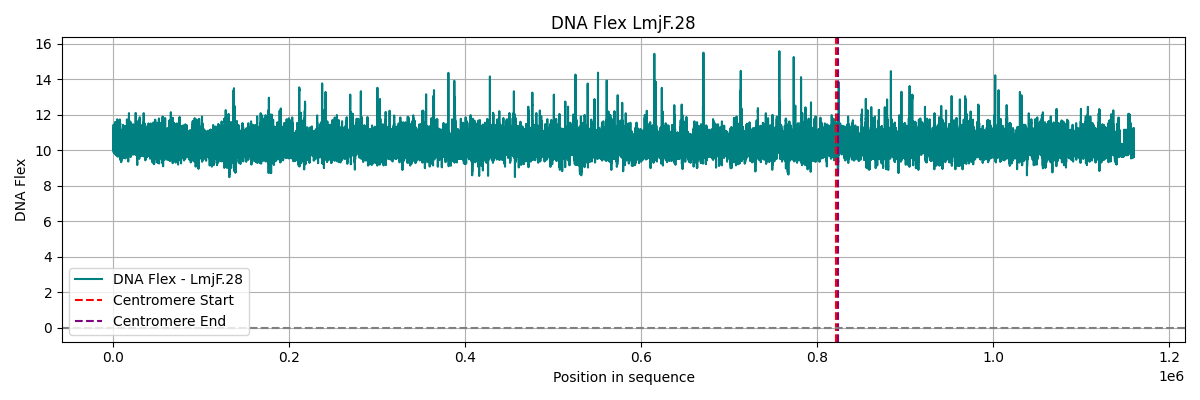 DNA Flex LmjF.28
16
14
12
10
8
6
4
2
0
DNA Flex
DNA Flex - LmjF.28
Centromere Start
Centromere End
0.0 0.2 0.4 0.6 0.8 1.0 1.2
1e6
Position in sequence